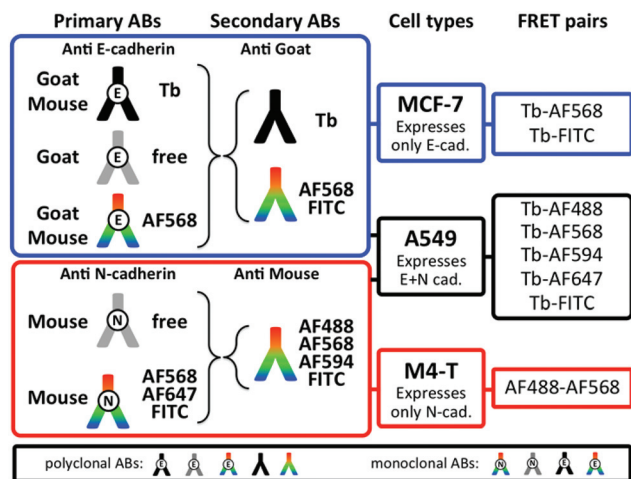 Primary ABs
Secondary ABs
Cell types
FRET pairs
Anti E-cadherin
Anti Goat
Goat
Mouse
E
Tb
Goat
E
free
Goat
Mouse
E
AF568
Tb
AF568
FITC
MCF-7
Expresses
only E-cad.
Tb-AF568
Tb-FITC
A549
Expresses
E+N cad.
Tb-AF488
Tb-AF568
Tb-AF594
Tb-AF647
Tb-FITC
Anti N-cadherin
Anti Mouse
Mouse
N
free
Mouse
N
AF568
AF647
FITC
AF488
AF568
AF594
FITC
M4-T
Expresses
only N-cad.
AF488-AF568
polyclonal ABs: E E E
monoclonal ABs: N N E E